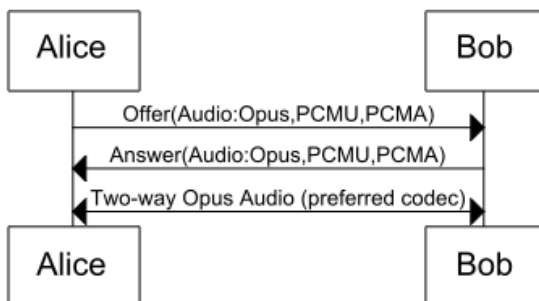 Alice
Bob
Offer(Audio:Opus,PCMU,PCMA)
Answer(Audio:Opus,PCMU,PCMA)
Two-way Opus Audio (preferred codec)
Alice
Bob